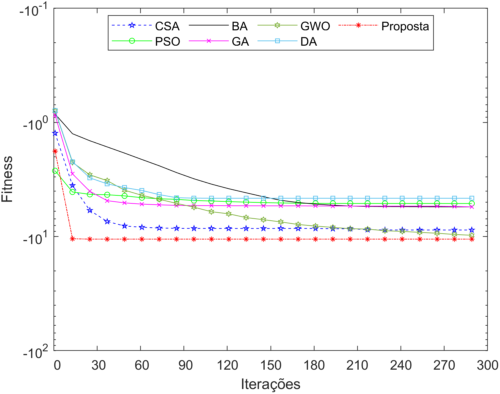 -10^-1
CSA BA GWO Proposta
PSO GA DA
-10^0
Fitness
-10^1
-10^2
0 30 60 90 120 150 180 210 240 270 300
Iterações